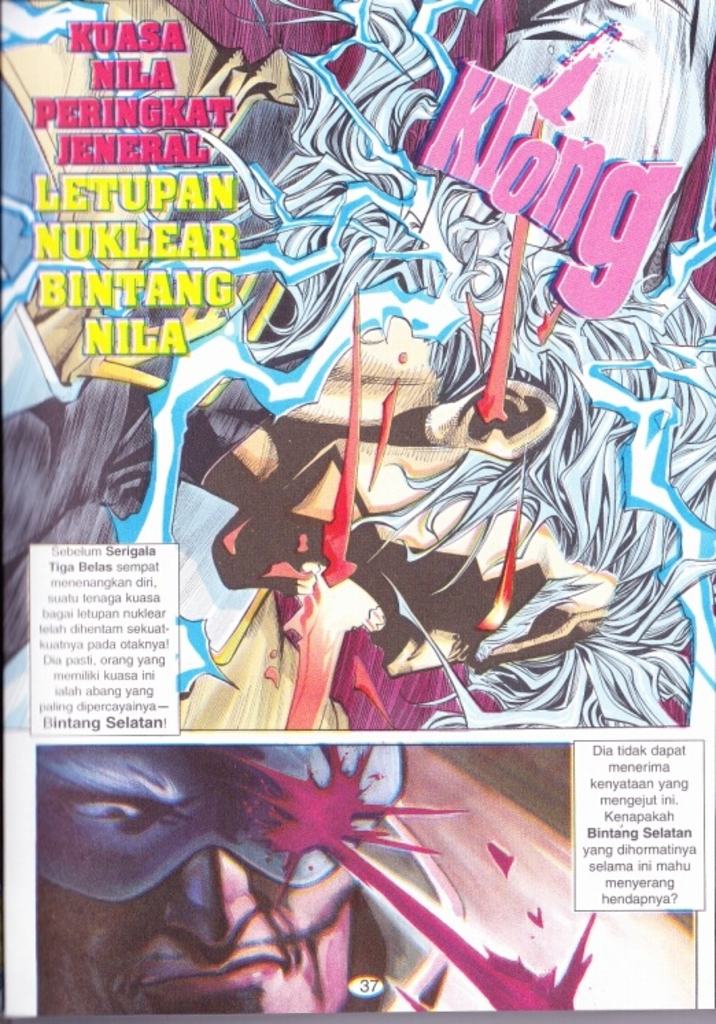 KUASA
NILA
PERINGKAT
JENERAL
LETUPAN
NUKLEAR
BINTANG
NILA
Klong
Sebelum Serigala
Tiga Belas sempat
menenangkan diri,
suatu tenaga kuasa
bagai letupan nuklear
telah dihentam sekuat-
kuatnya pada otaknya!
Dia pasti, orang yang
memiliki kuasa ini
ialah abang yang
paling dipercayainya—
Bintang Selatan!
Dia tidak dapat
menerima
kenyataan yang
mengejut ini.
Kenapakah
Bintang Selatan
yang dihormatinya
selama ini mahu
menyerang
hendapnya?
37